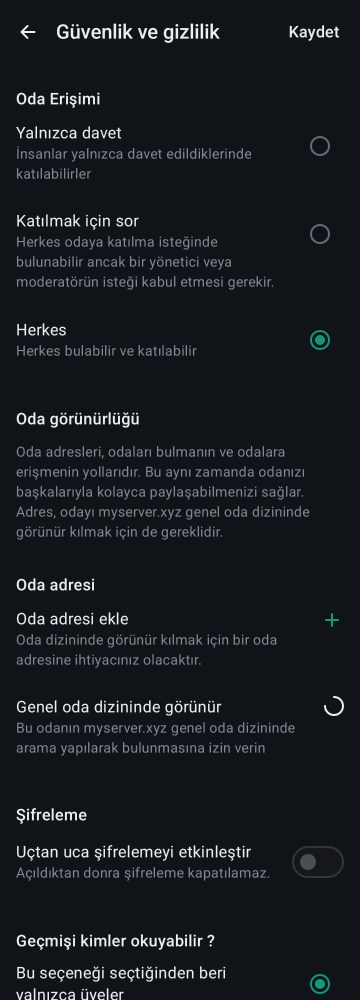 Güvenlik ve gizlilik
Kaydet
Oda Erişimi
Yalnızca davet
İnsanlar yalnızca davet edildiklerinde
katılabilirler
Katılmak için sor
Herkes odaya katılma isteğinde
bulunabilir ancak bir yönetici veya
moderatörün isteği kabul etmesi gerekir.
Herkes
Herkes bulabilir ve katılabilir
Oda görünürlüğü
Oda adresleri, odaları bulmanın ve odalara
erişmenin yollarıdır. Bu aynı zamanda odanızı
başkalarıyla kolayca paylaşabilmenizi sağlar.
Adres, odayı myserver.xyz genel oda dizininde
görünür kılmak için de gereklidir.
Oda adresi
Oda adresi ekle
Oda dizininde görünür kılmak için bir oda
adresine ihtiyacınız olacaktır.
Genel oda dizininde görünür
Bu odanın myserver.xyz genel oda dizininde
arama yapılarak bulunmasına izin verin
Şifreleme
Uçtan uca şifrelemeyi etkinleştir
Açıldıktan donra şifreleme kapatılamaz.
Geçmişi kimler okuyabilir ?
Bu seçeneği seçtiğinden beri
yalnızca üyeler